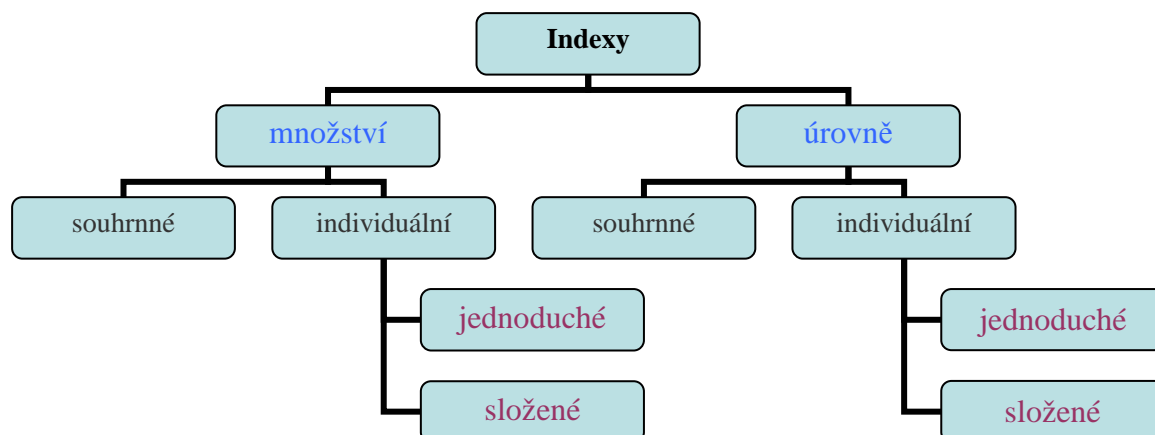 Indexy
množství
úrovně
souhrnné
individuální
souhrnné
individuální
jednoduché
jednoduché
složené
složené